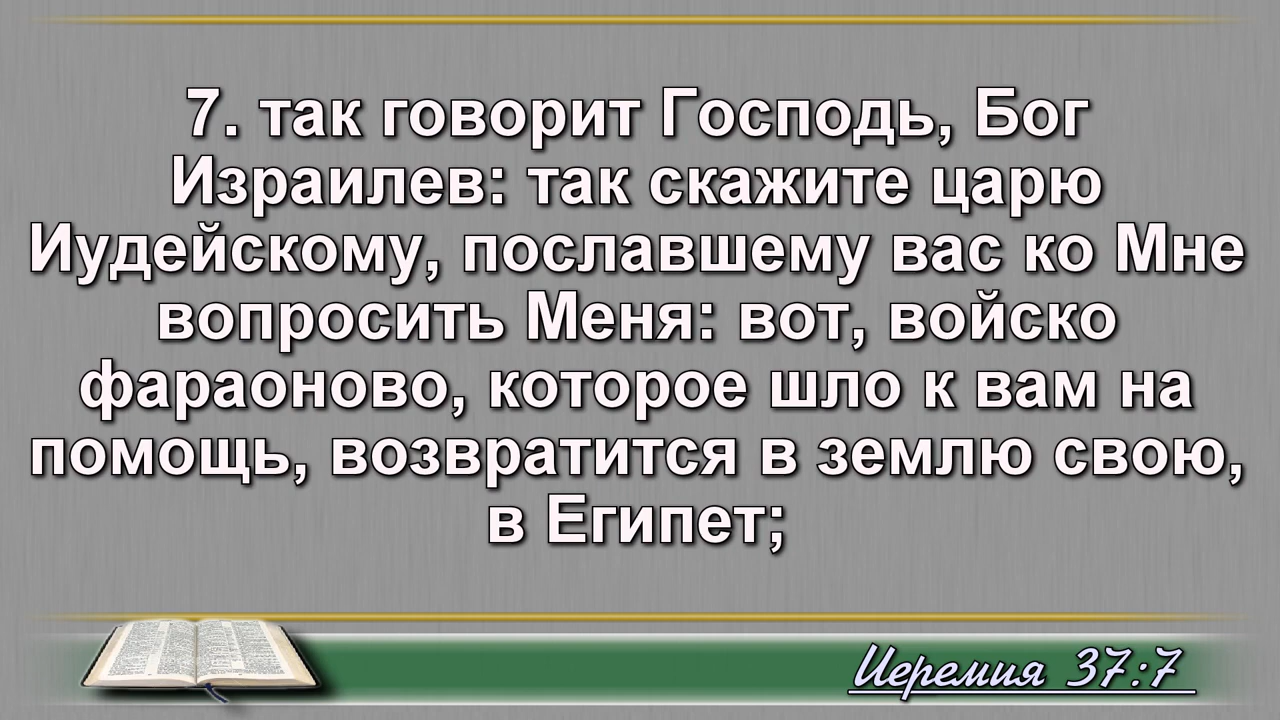 7. так говорит Господь, Бог
Израилев: так скажите царю
Иудейскому, пославшему вас ко Мне
вопросить Меня: вот, войско
фараоново, которое шло к вам на
помощь, возвратится в землю свою,
в Египет;
Иеремия 37:7